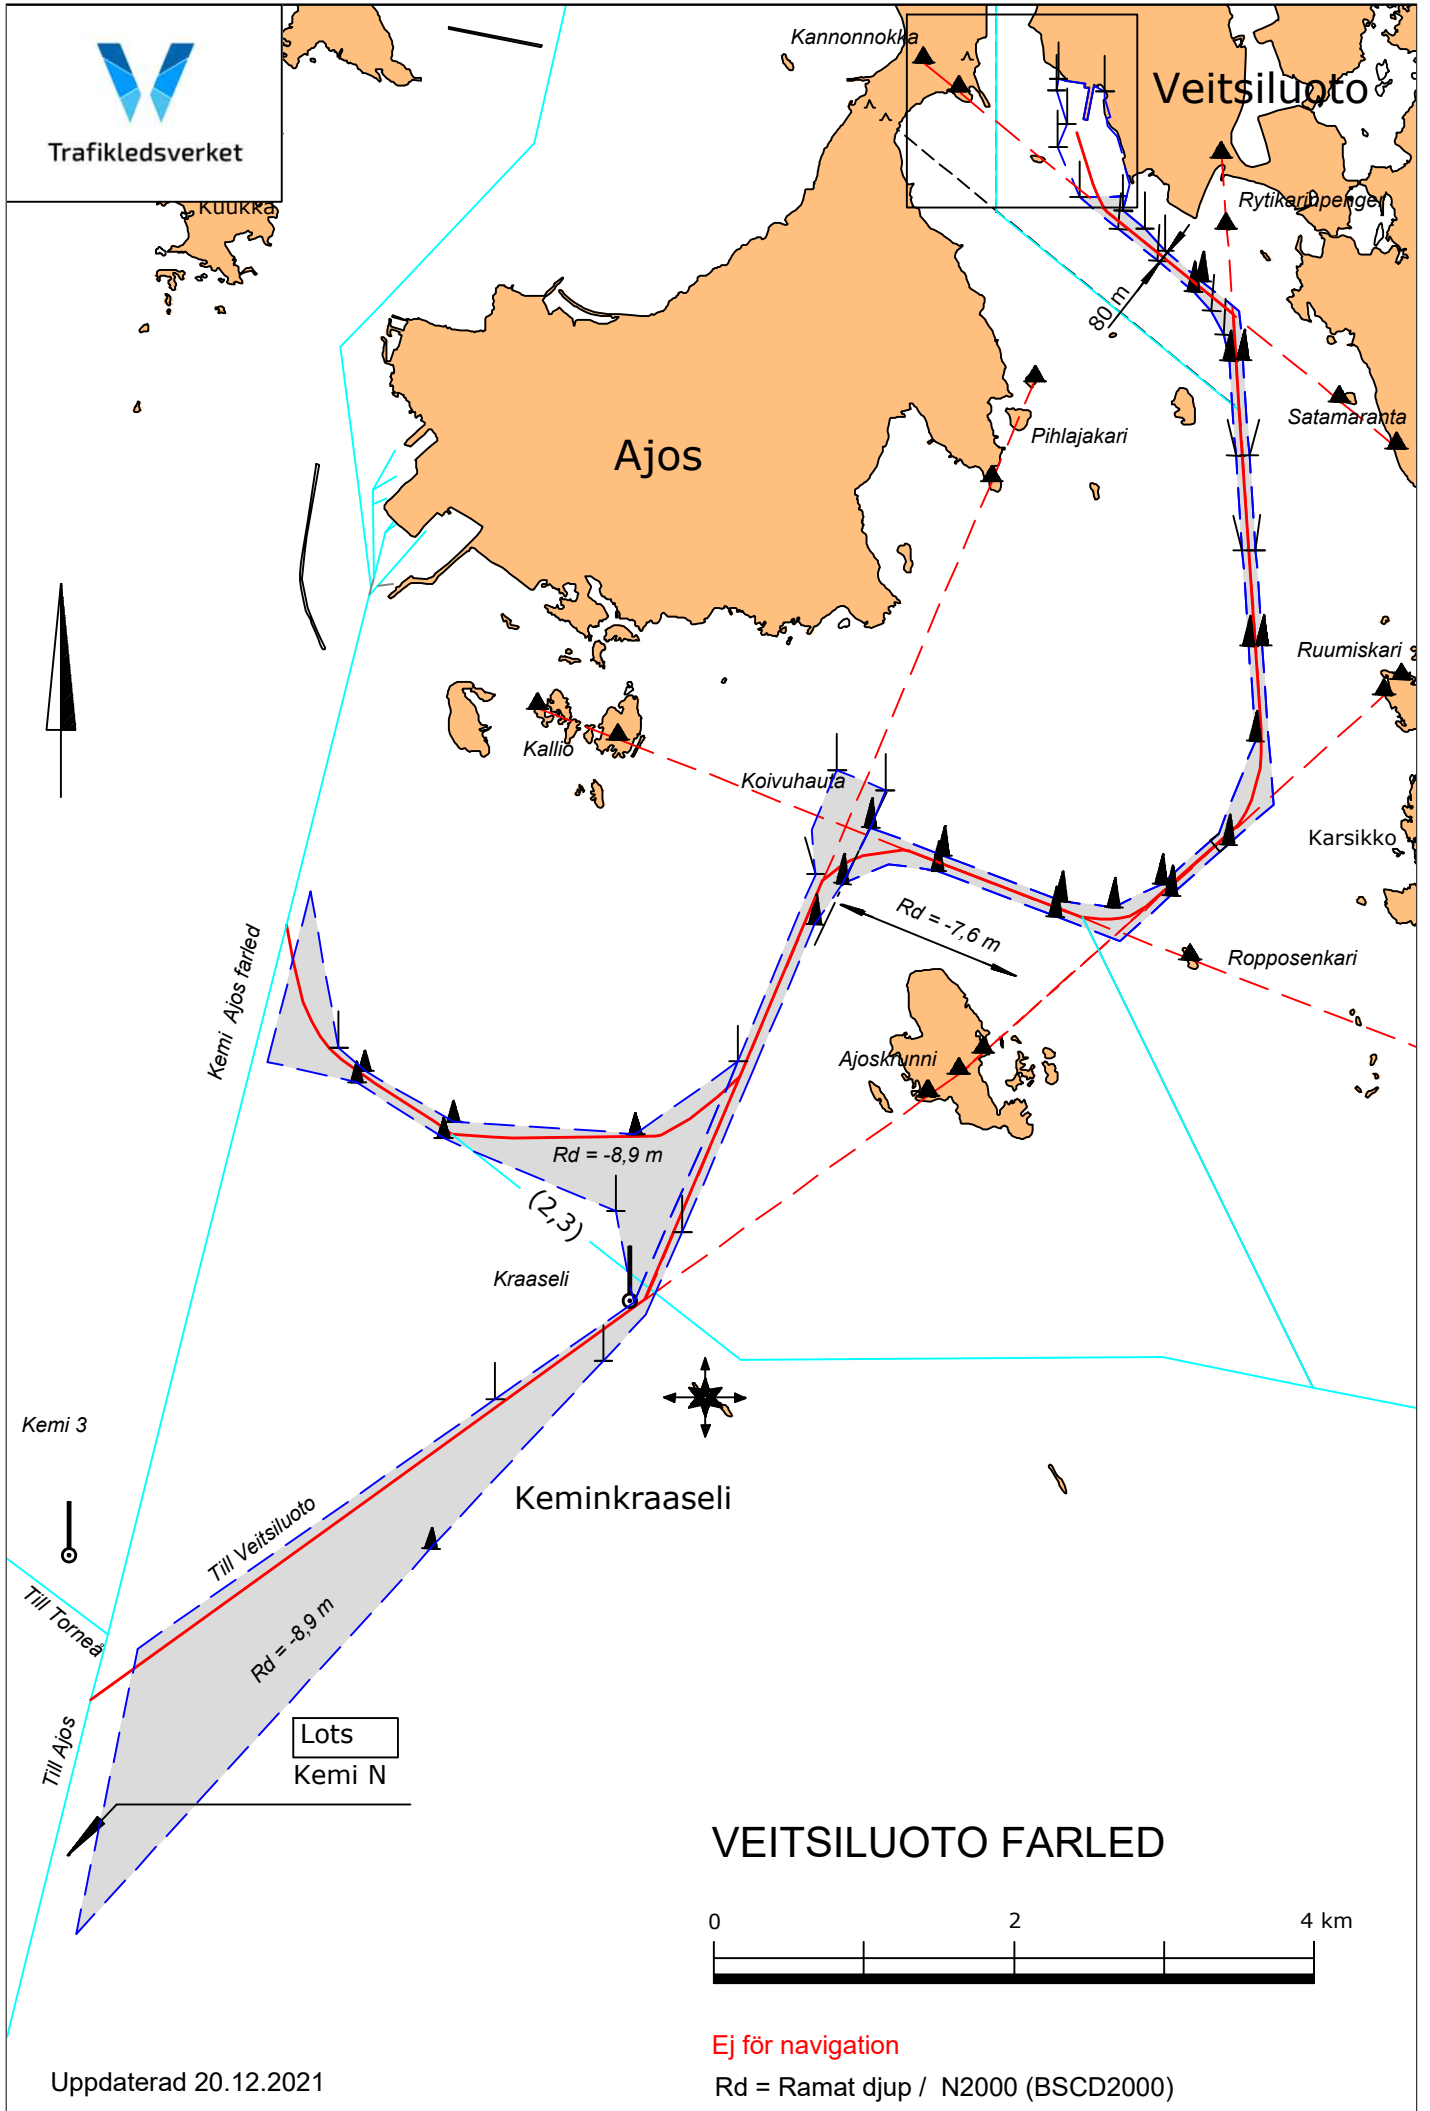 Trafikledsverket
Kuukka
Kannonnokka
Veitsiluoto
Rytikarinpenger
80 m
Satamaranta
Pihlajakari
Ajos
Ruumiskari
Kallio
Koivuhauta
Karsikko
Rd = -7,6 m
Ropposenkari
Kemi Ajos farled
Ajoskrunni
Rd = -8,9 m
(2,3)
Kraaseli
Kemi 3
Keminkraaseli
Till Veitsiluoto
Till Torneå
Rd = -8,9 m
Till Ajos
Lots
Kemi N
VEITSILUOTO FARLED
0 2 4 km
Ej för navigation
Uppdaterad 20.12.2021
Rd = Ramat djup / N2000 (BSCD2000)